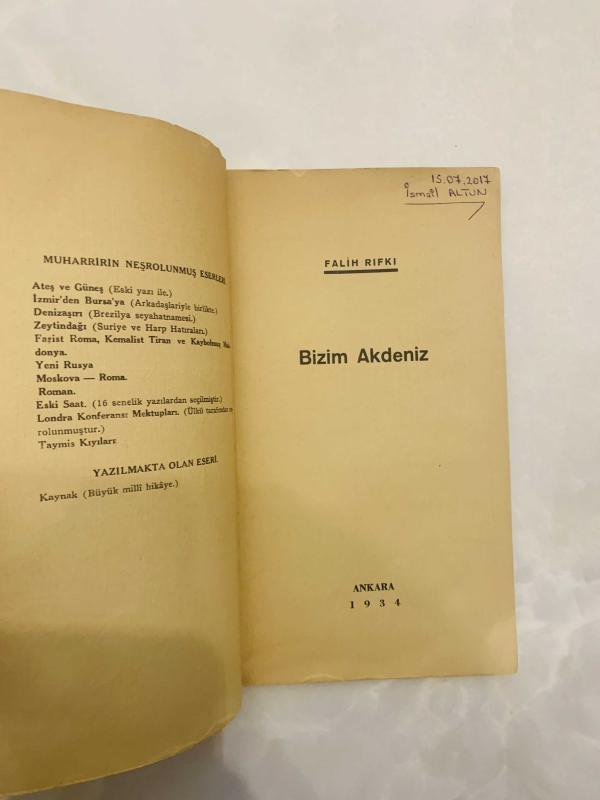 MUHARRİRİN NEŞROLUNMUŞ ESERLERİ
Ateş ve Güneş (Eski yazı ile.)
İzmir'den Bursa'ya (Arkadaşlariyle birlikte.)
Denizaşırı (Brezilya seyahatnamesi.)
Zeytindağı (Suriye ve Harp Hatıraları.)
Faşist Roma, Kemalist Tiran ve Kaybolmuş
donya.
Yeni Rusya
Moskova — Roma.
Roman.
Eski Saat. (16 senelik yazılardan seçilmiştir.)
Londra Konferansı Mektupları. (Ülkü
rolunmuştur.)
Taymis Kıyıları
YAZILMAKTA OLAN ESERİ.
Kaynak (Büyük millî hikâye.)
15.07.2017
İsmail ALTUN
FALİH RIFKI
Bizim Akdeniz
ANKARA
1934